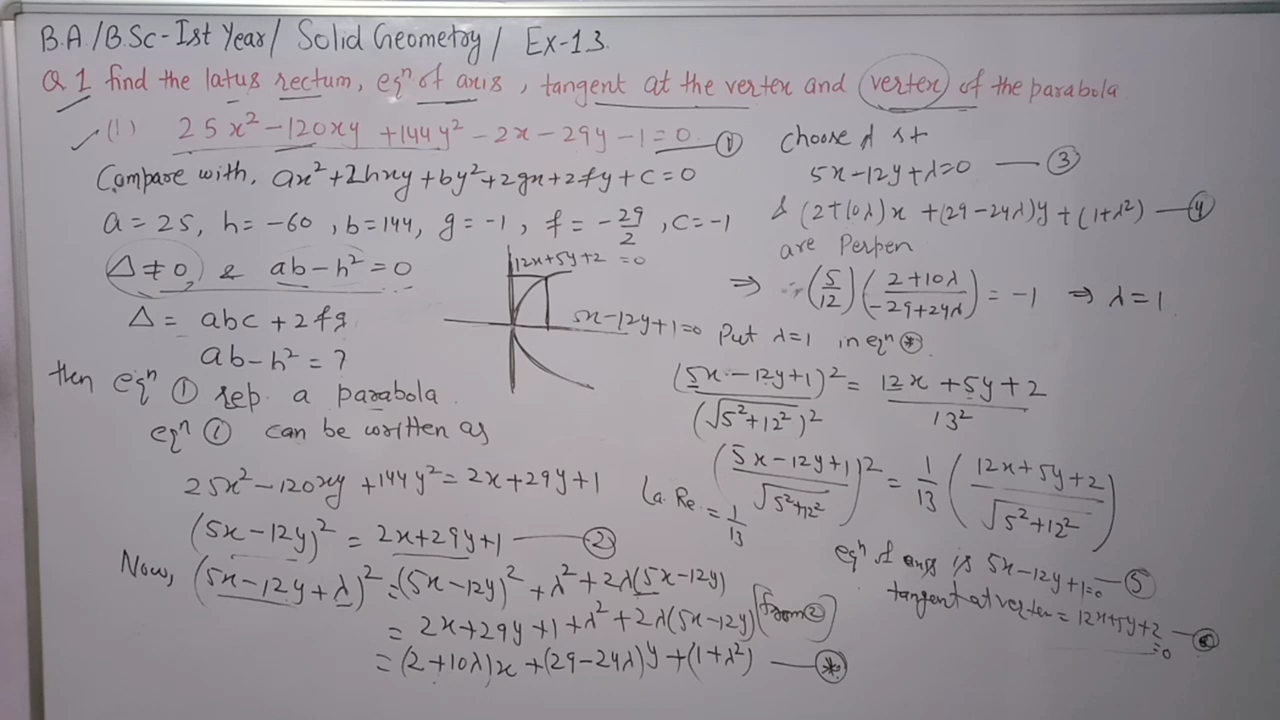 B.A./B.Sc-Ist Year/ Solid Geometry/ Ex-13.
Q 1 find the latus rectum, eqⁿ of axis, tangent at the vertex and vertex of the parabola
(1) 25x²-120xy+144y²-2x-29y-1=0. ①
Compare with, ax²+2hxy+by²+2gx+2fy+c=0
a=25, h=-60, b=144, g=-1, f=-29/2, c=-1
Δ≠0, & ab-h²=0
Δ= abc+2fg
ab-h²=?
then eqⁿ ① rep. a parabola.
eqⁿ ① can be written as
25x²-120xy+144y²=2x+29y+1
(5x-12y)²=2x+29y+1 ②
Now, (5x-12y+λ)²=(5x-12y)²+λ²+2λ(5x-12y)
=2x+29y+1+λ²+2λ(5x-12y) [from②]
=(2+10λ)x+(29-24λ)y+(1+λ²) ⊛
12x+5y+2=0
5x-12y+1=0
choose λ st
5x-12y+λ=0 ③
& (2+10λ)x+(29-24λ)y+(1+λ²) ④
are Perpen
⇒ (5/12)((2+10λ)/(-29+24λ))=-1 ⇒ λ=1
Put λ=1 in eqⁿ ⊛.
(5x-12y+1)²/(√5²+12²)²=12x+5y+2/13²
(5x-12y+1/√5²+12²)²=1/13(12x+5y+2/√5²+12²)
La. Re.=1/13
eqⁿ of axis is 5x-12y+1=0 ⑤
tangent at vertex=12x+5y+2=0 ⑥